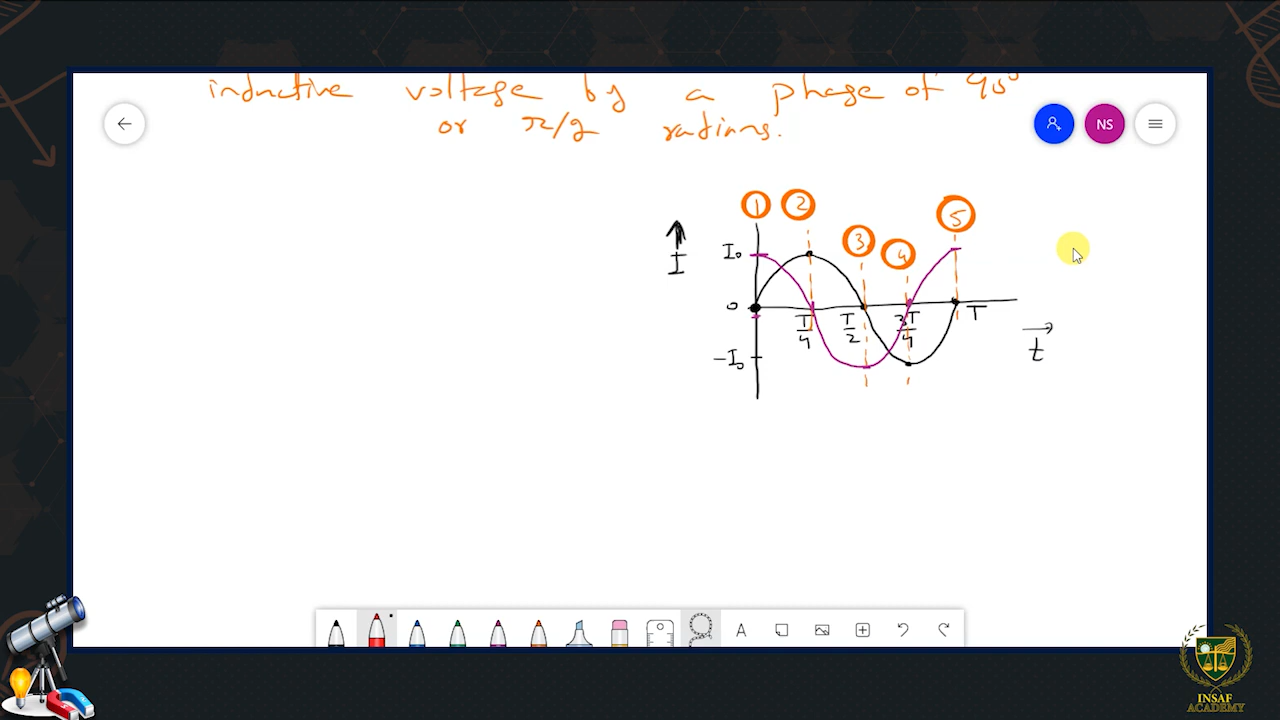 inductive voltage by a phase of 90°
or π/2 radians.
NS
1 2 3 4 5
I
I₀
0
-I₀
T/4 T/2 3T/4 T
t
A
INSAF
ACADEMY